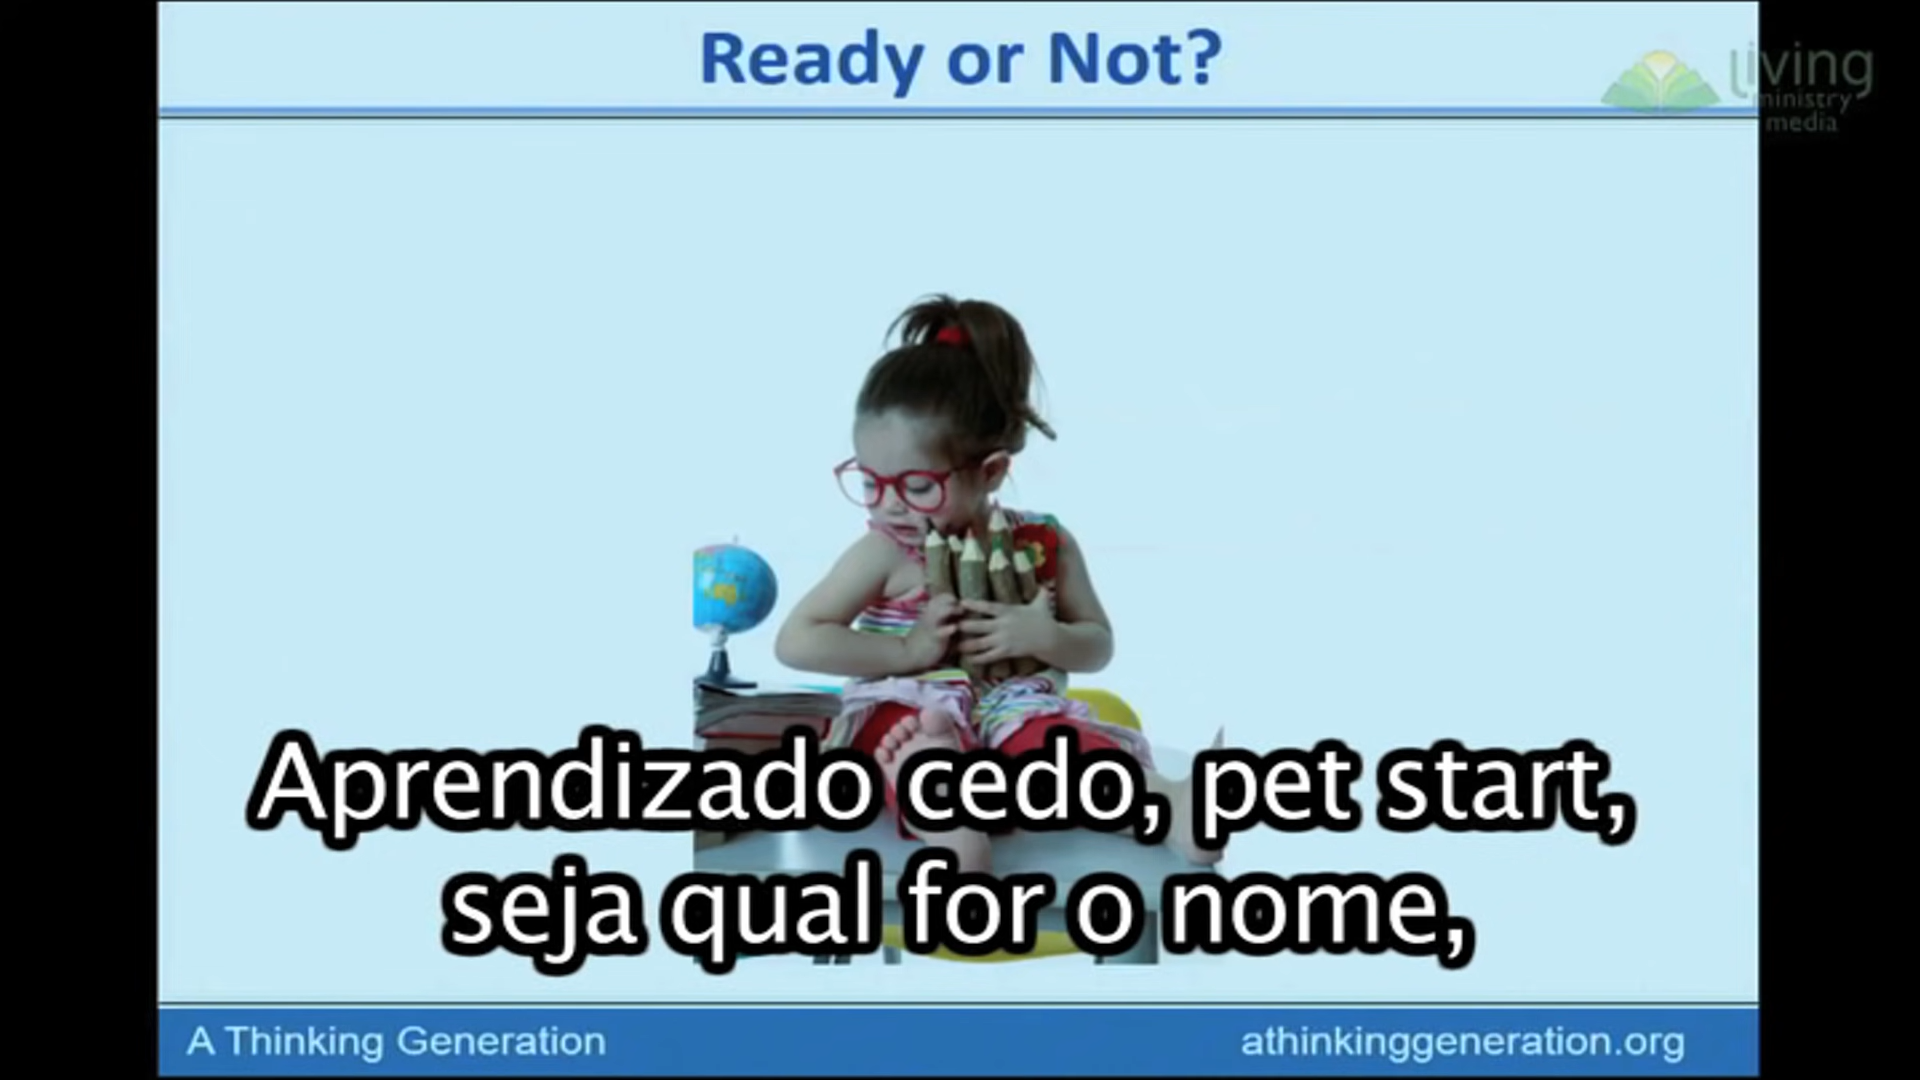 Ready or Not?
Living
ministry
media
Aprendizado cedo, pet start,
seja qual for o nome,
A Thinking Generation
athinkinggeneration.org